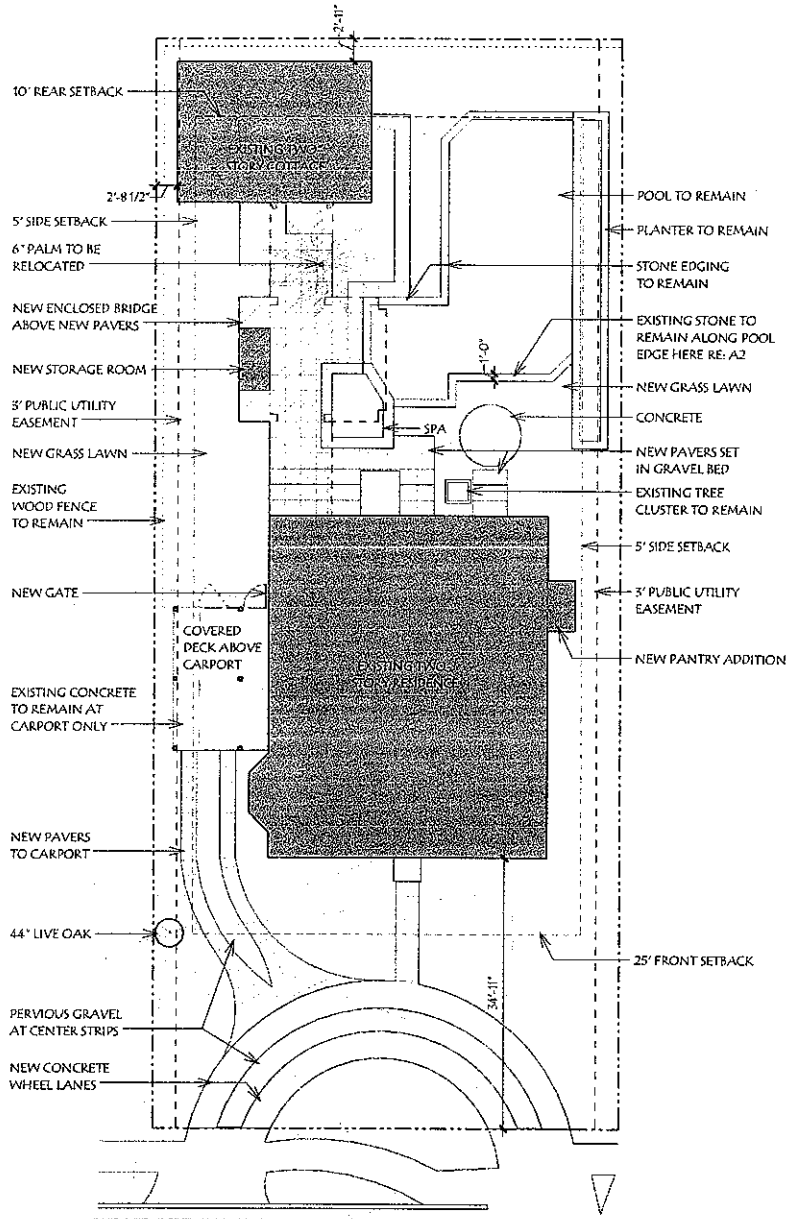 2'-11"
10' REAR SETBACK
EXISTING TWO
STORY COTTAGE
2'-8 1/2"
5' SIDE SETBACK
6" PALM TO BE
RELOCATED
NEW ENCLOSED BRIDGE
ABOVE NEW PAVERS
NEW STORAGE ROOM
3' PUBLIC UTILITY
EASEMENT
NEW GRASS LAWN
EXISTING
WOOD FENCE
TO REMAIN
NEW GATE
COVERED
DECK ABOVE
CARPORT
EXISTING CONCRETE
TO REMAIN AT
CARPORT ONLY
NEW PAVERS
TO CARPORT
44" LIVE OAK
PERVIOUS GRAVEL
AT CENTER STRIPS
NEW CONCRETE
WHEEL LANES
POOL TO REMAIN
PLANTER TO REMAIN
STONE EDGING
TO REMAIN
EXISTING STONE TO
REMAIN ALONG POOL
EDGE HERE RE: A2
1'-0"
NEW GRASS LAWN
CONCRETE
SPA
NEW PAVERS SET
IN GRAVEL BED
EXISTING TREE
CLUSTER TO REMAIN
5' SIDE SETBACK
3' PUBLIC UTILITY
EASEMENT
NEW PANTRY ADDITION
EXISTING TWO
STORY RESIDENCE
25' FRONT SETBACK
34'-11"